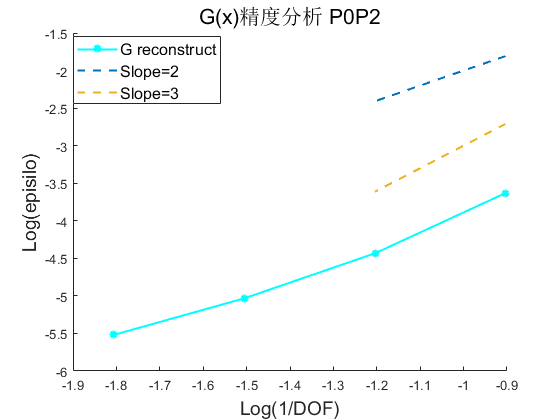 G(x)精度分析 P0P2
G reconstruct
Slope=2
Slope=3
Log(episilo)
-1.5
-2
-2.5
-3
-3.5
-4
-4.5
-5
-5.5
-6
-1.9 -1.8 -1.7 -1.6 -1.5 -1.4 -1.3 -1.2 -1.1 -1 -0.9
Log(1/DOF)